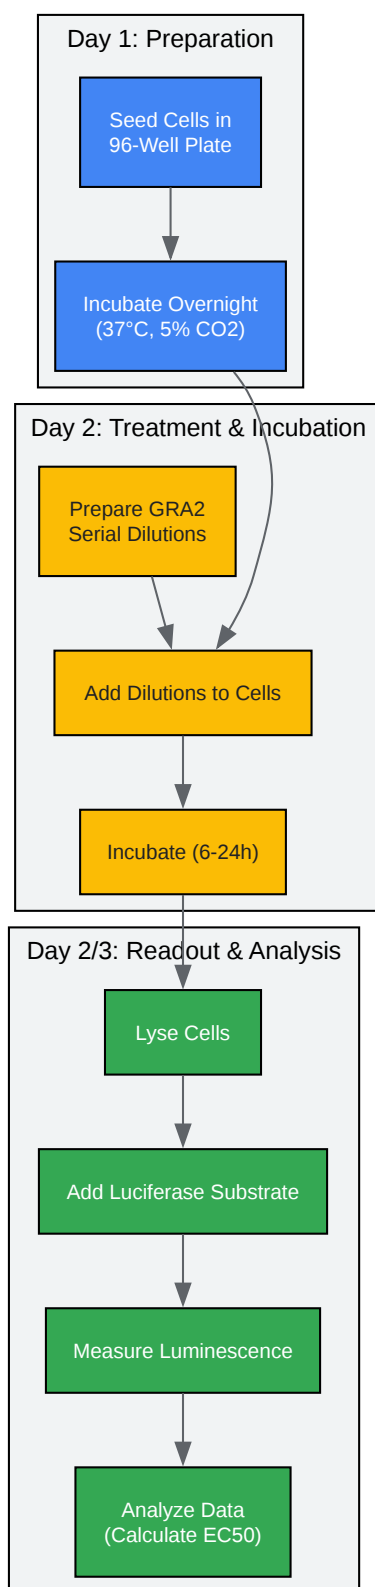 Day 1: Preparation
Seed Cells in
96-Well Plate
Incubate Overnight
(37°C, 5% CO2)
Day 2: Treatment & Incubation
Prepare GRA2
Serial Dilutions
Add Dilutions to Cells
Incubate (6-24h)
Day 2/3: Readout & Analysis
Lyse Cells
Add Luciferase Substrate
Measure Luminescence
Analyze Data
(Calculate EC50)